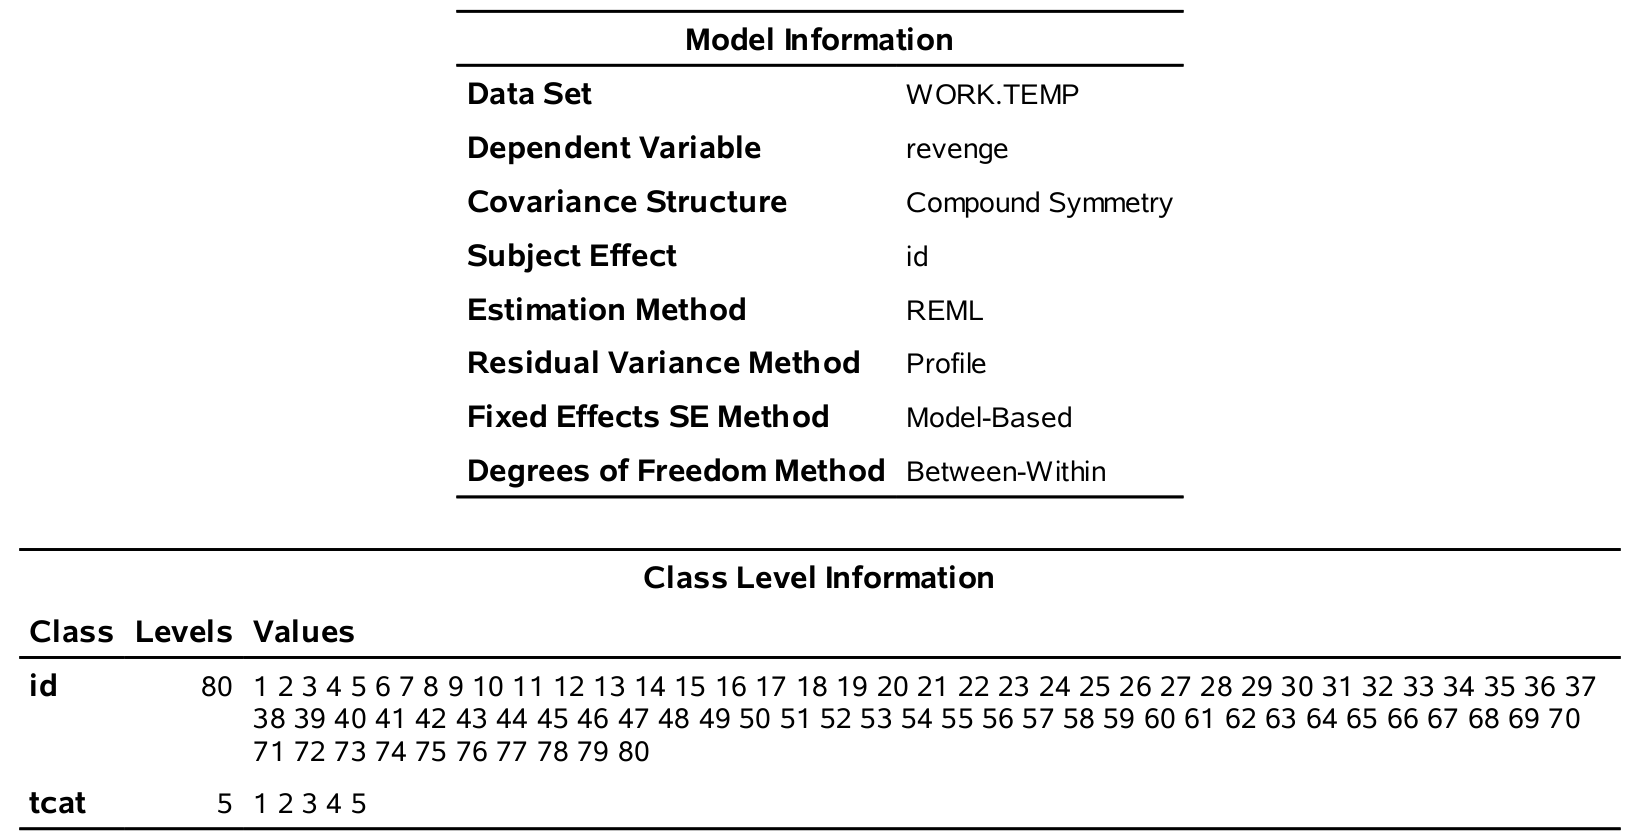 Model Information
Data Set WORK.TEMP
Dependent Variable revenge
Covariance Structure Compound Symmetry
Subject Effect id
Estimation Method REML
Residual Variance Method Profile
Fixed Effects SE Method Model-Based
Degrees of Freedom Method Between-Within
Class Level Information
Class Levels Values
id 80 1 2 3 4 5 6 7 8 9 10 11 12 13 14 15 16 17 18 19 20 21 22 23 24 25 26 27 28 29 30 31 32 33 34 35 36 37
38 39 40 41 42 43 44 45 46 47 48 49 50 51 52 53 54 55 56 57 58 59 60 61 62 63 64 65 66 67 68 69 70
71 72 73 74 75 76 77 78 79 80
tcat 5 1 2 3 4 5